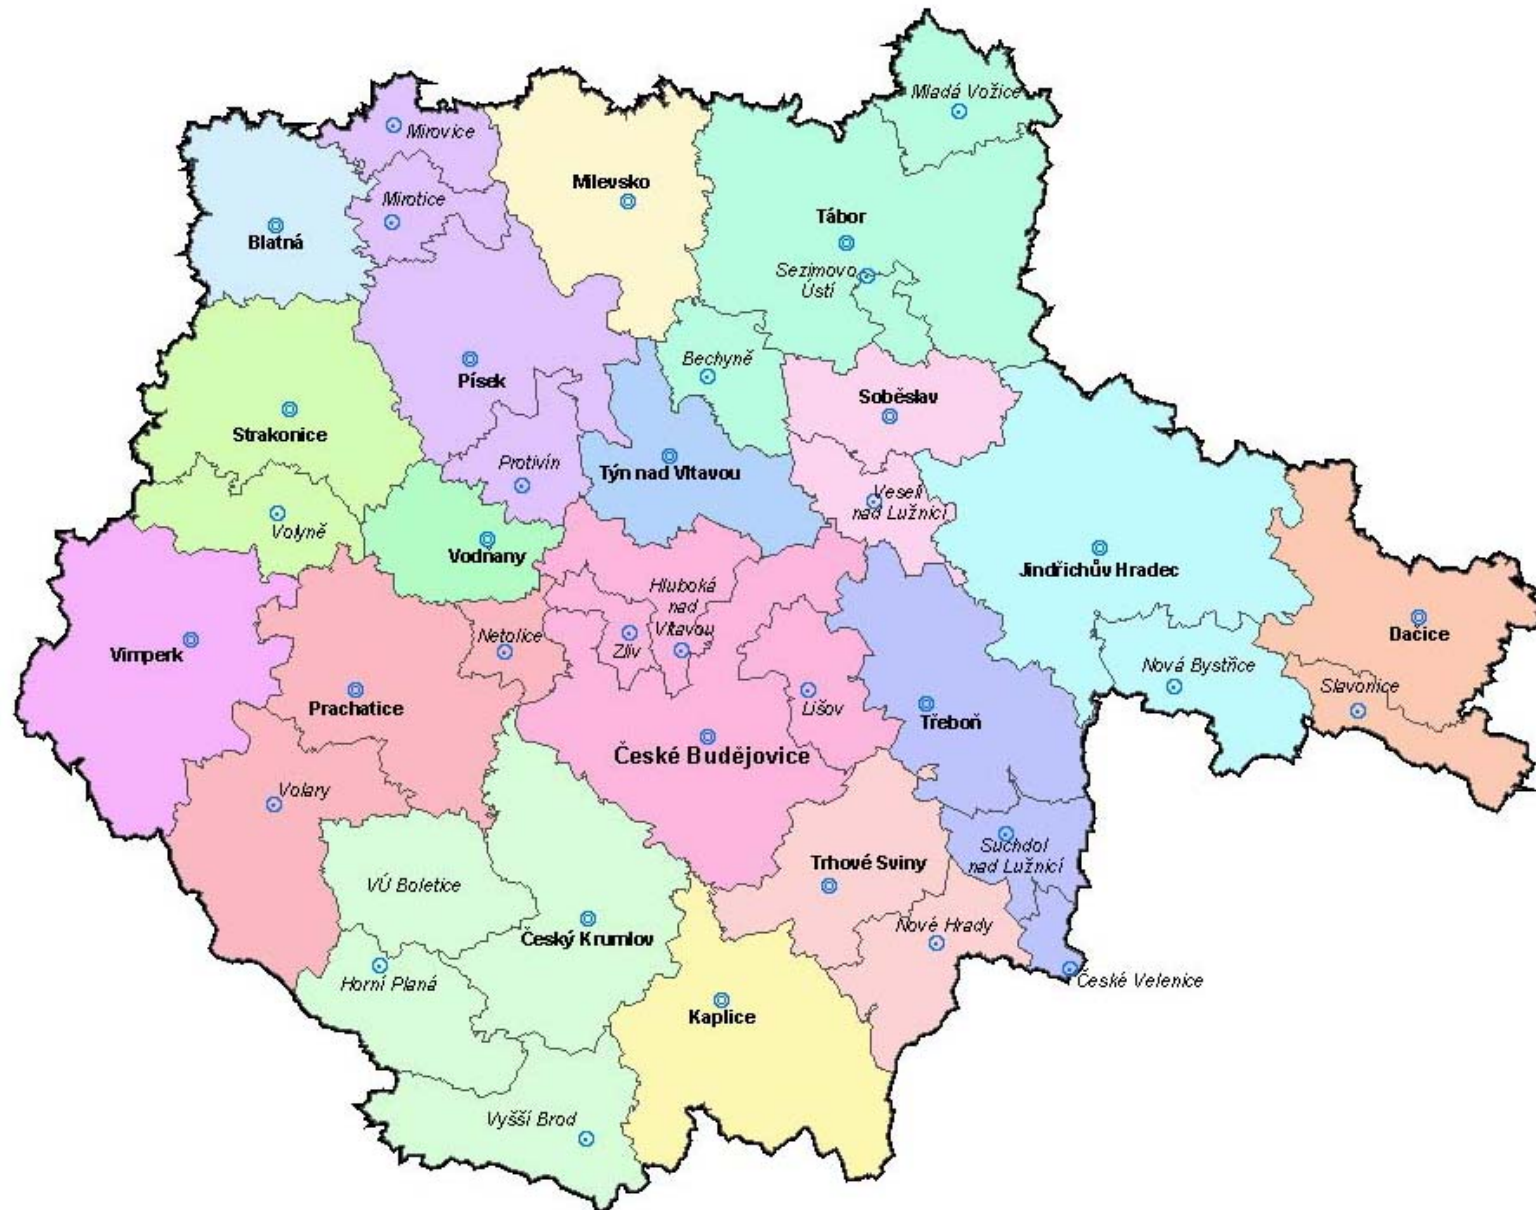 Mladá Vožice
Mirovice
Milevsko
Mirotice
Tábor
Blatná
Sezimovo
Ústí
Bechyně
Písek
Soběslav
Strakonice
Protivín
Týn nad Vltavou
Veselí
nad Lužnicí
Volyně
Vodňany
Jindřichův Hradec
Hluboká
nad
Vltavou
Netolice
Zliv
Dačice
Vimperk
Nová Bystřice
Slavonice
Prachatice
Lišov
Třeboň
České Budějovice
Volary
Suchdol
nad Lužnicí
Trhové Sviny
VÚ Boletice
Nové Hrady
Český Krumlov
Horní Planá
České Velenice
Kaplice
Vyšší Brod